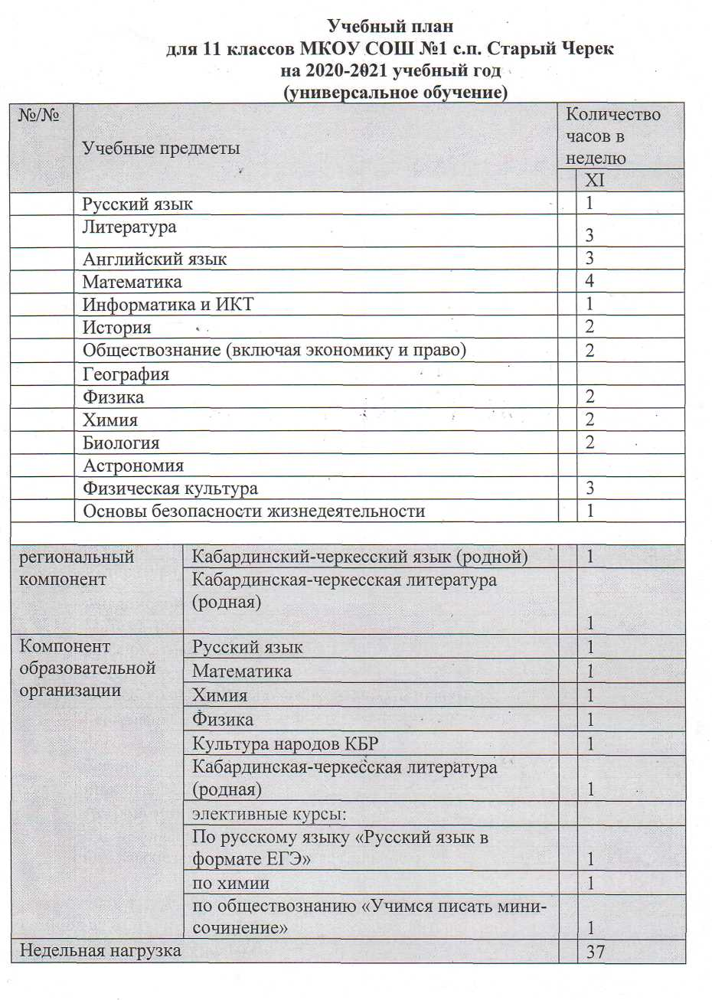 Учебный план
для 11 классов МКОУ СОШ №1 с.п. Старый Черек
на 2020-2021 учебный год
(универсальное обучение)
№/№
Учебные предметы
Количество
часов в
неделю
XI
Русский язык 1
Литература 3
Английский язык 3
Математика 4
Информатика и ИКТ 1
История 2
Обществознание (включая экономику и право) 2
География
Физика 2
Химия 2
Биология 2
Астрономия
Физическая культура 3
Основы безопасности жизнедеятельности 1
региональный
компонент
Кабардинский-черкесский язык (родной) 1
Кабардинская-черкесская литература
(родная)
1
Компонент
образовательной
организации
Русский язык 1
Математика 1
Химия 1
Физика 1
Культура народов КБР 1
Кабардинская-черкесская литература
(родная) 1
элективные курсы:
По русскому языку «Русский язык в
формате ЕГЭ» 1
по химии 1
по обществознанию «Учимся писать мини-
сочинение» 1
Недельная нагрузка 37